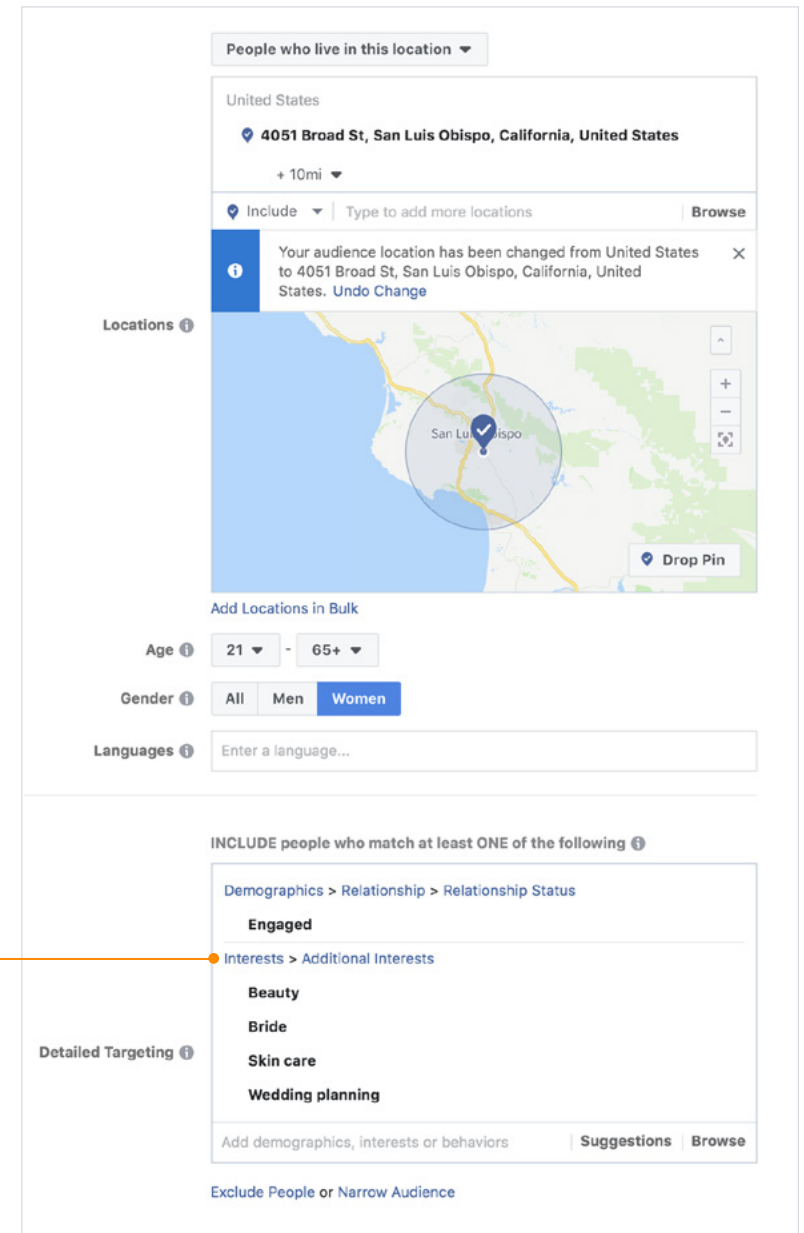 People who live in this location
United States
4051 Broad St, San Luis Obispo, California, United States
+ 10mi
Include
Type to add more locations
Browse
Your audience location has been changed from United States
to 4051 Broad St, San Luis Obispo, California, United
States. Undo Change
Locations
San Luis Obispo
Drop Pin
Add Locations in Bulk
Age
21 - 65+
Gender
All Men Women
Languages
Enter a language...
INCLUDE people who match at least ONE of the following
Demographics > Relationship > Relationship Status
Engaged
Interests > Additional Interests
Beauty
Bride
Detailed Targeting
Skin care
Wedding planning
Add demographics, interests or behaviors
Suggestions
Browse
Exclude People or Narrow Audience